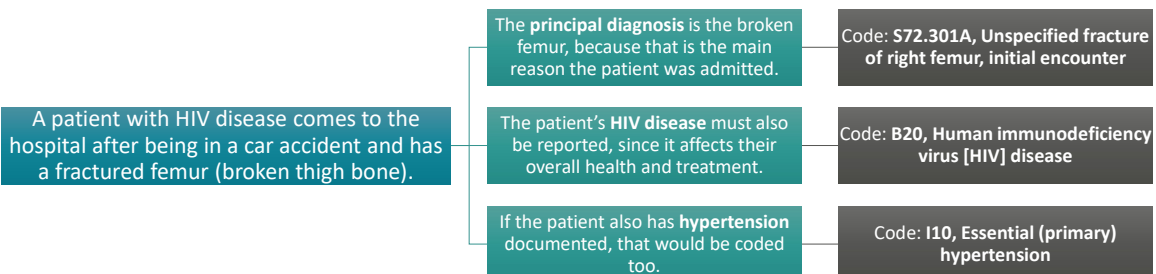 The principal diagnosis is the broken
femur, because that is the main
reason the patient was admitted.
Code: S72.301A, Unspecified fracture
of right femur, initial encounter
A patient with HIV disease comes to the
hospital after being in a car accident and has
a fractured femur (broken thigh bone).
The patient’s HIV disease must also
be reported, since it affects their
overall health and treatment.
Code: B20, Human immunodeficiency
virus [HIV] disease
If the patient also has hypertension
documented, that would be coded
too.
Code: I10, Essential (primary)
hypertension